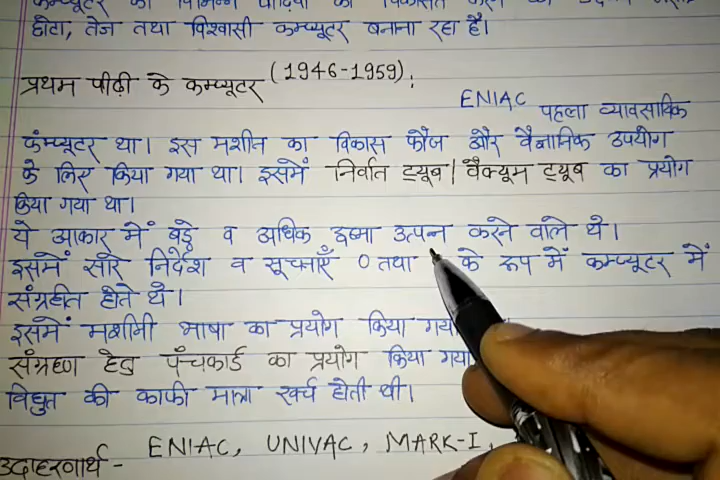 छोटा, तेज तथा विश्वासी कम्प्यूटर बनाना रहा है।
प्रथम पीढ़ी के कम्प्यूटर (1946-1959):
ENIAC पहला व्यावसायिक
कंम्प्यूटर था। इस मशीन का विकास फौज और वैज्ञानिक उपयोग
के लिए किया गया था। इसमें निर्वात ट्यूब/वैक्यूम ट्यूब का प्रयोग
किया गया था।
ये आकार में बड़े व अधिक ऊष्मा उत्पन्न करने वाले थे।
इसमें सारे निर्देश व सूचनाएँ 0 तथा के रूप में कम्प्यूटर में
संग्रहीत होते थे।
इसमें मशीनी भाषा का प्रयोग किया गया
संग्रहण हेतु पंचकार्ड का प्रयोग किया गया
विद्युत की काफी मात्रा खर्च होती थी।
उदाहरणार्थ - ENIAC, UNIVAC, MARK-I,